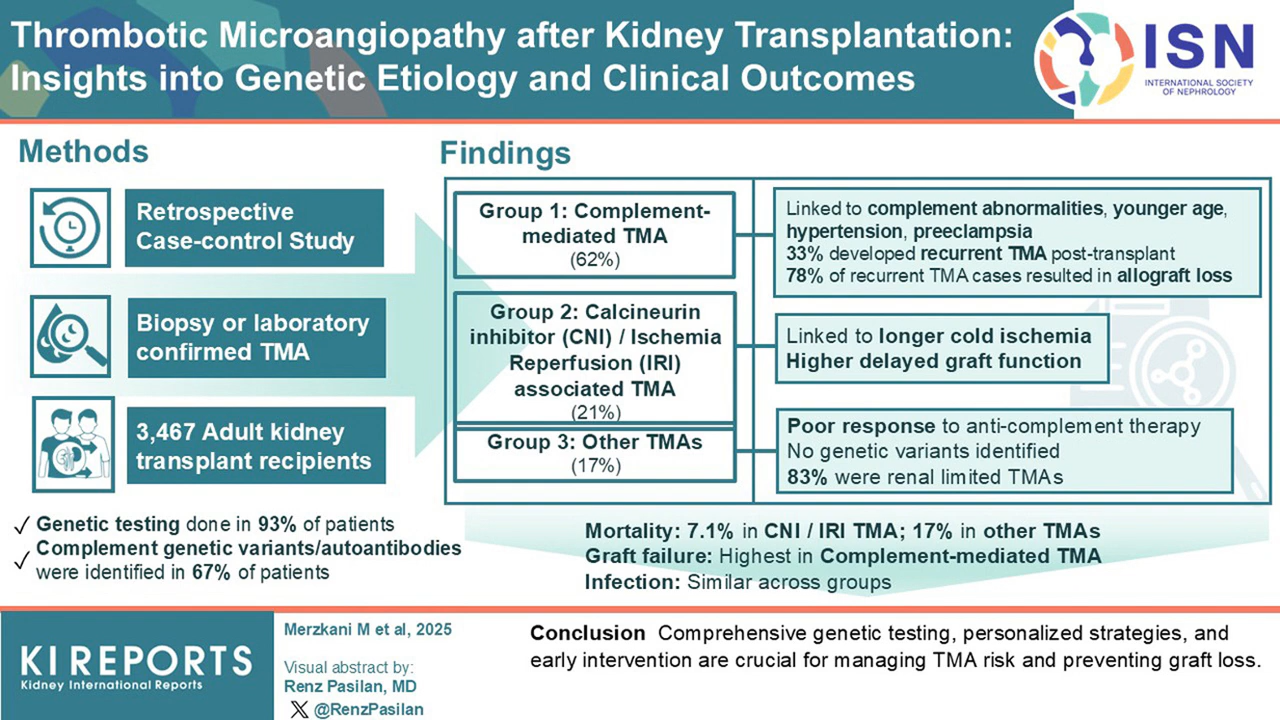 Thrombotic Microangiopathy after Kidney Transplantation:
Insights into Genetic Etiology and Clinical Outcomes
ISN
INTERNATIONAL SOCIETY
OF NEPHROLOGY
Methods
Retrospective
Case-control Study
Biopsy or laboratory
confirmed TMA
3,467 Adult kidney
transplant recipients
✓ Genetic testing done in 93% of patients
✓ Complement genetic variants/autoantibodies
were identified in 67% of patients
Findings
Group 1: Complement-
mediated TMA
(62%)
Linked to complement abnormalities, younger age,
hypertension, preeclampsia
33% developed recurrent TMA post-transplant
78% of recurrent TMA cases resulted in allograft loss
Group 2: Calcineurin
inhibitor (CNI) / Ischemia
Reperfusion (IRI)
associated TMA
(21%)
Linked to longer cold ischemia
Higher delayed graft function
Group 3: Other TMAs
(17%)
Poor response to anti-complement therapy
No genetic variants identified
83% were renal limited TMAs
Mortality: 7.1% in CNI / IRI TMA; 17% in other TMAs
Graft failure: Highest in Complement-mediated TMA
Infection: Similar across groups
KI REPORTS
Kidney International Reports
Merzkani M et al, 2025
Visual abstract by:
Renz Pasilan, MD
X @RenzPasilan
Conclusion Comprehensive genetic testing, personalized strategies, and
early intervention are crucial for managing TMA risk and preventing graft loss.